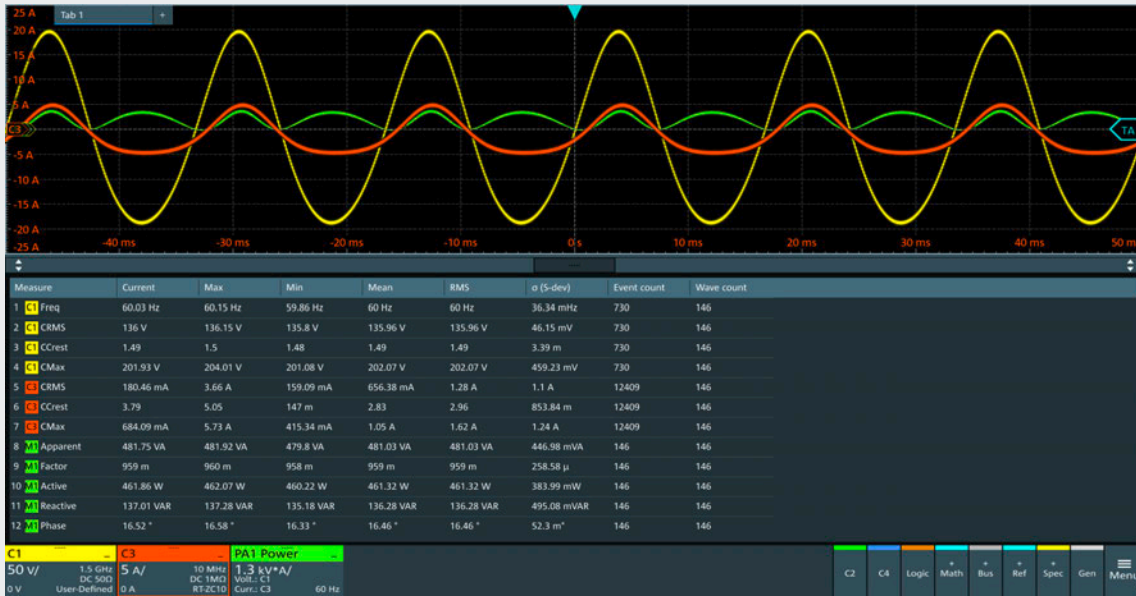 25 A
Tab 1 +
20 A
15 A
10 A
5 A
C3
TA
-5 A
-10 A
-15 A
-20 A
-25 A
-40 ms -30 ms -20 ms -10 ms 0 s 10 ms 20 ms 30 ms 40 ms 50 ms
Measure Current Max Min Mean RMS σ (S-dev) Event count Wave count
1 C1 Freq 60.03 Hz 60.15 Hz 59.86 Hz 60 Hz 60 Hz 36.34 mHz 730 146
2 C1 CRMS 136 V 136.15 V 135.8 V 135.96 V 135.96 V 46.15 mV 730 146
3 C1 CCrest 1.49 1.5 1.48 1.49 1.49 3.39 m 730 146
4 C1 CMax 201.93 V 204.01 V 201.08 V 202.07 V 202.07 V 459.23 mV 730 146
5 C3 CRMS 180.46 mA 3.66 A 159.09 mA 656.38 mA 1.28 A 1.1 A 12409 146
6 C3 CCrest 3.79 5.05 147 m 2.83 2.96 853.84 m 12409 146
7 C3 CMax 684.09 mA 5.73 A 415.34 mA 1.05 A 1.62 A 1.24 A 12409 146
8 M1 Apparent 481.75 VA 481.92 VA 479.8 VA 481.03 VA 481.03 VA 446.98 mVA 146 146
9 M1 Factor 959 m 960 m 958 m 959 m 959 m 258.58 µ 146 146
10 M1 Active 461.86 W 462.07 W 460.22 W 461.32 W 461.32 W 383.99 mW 146 146
11 M1 Reactive 137.01 VAR 137.28 VAR 135.18 VAR 136.28 VAR 136.28 VAR 495.08 mVAR 146 146
12 M1 Phase 16.52 ° 16.58 ° 16.33 ° 16.46 ° 16.46 ° 52.3 m° 146 146
C1 C3 PA1 Power
50 V/ 1.5 GHz 5 A/ 10 MHz 1.3 kV*A/
DC 50Ω DC 1MΩ Volt.: C1
0 V User-Defined 0 A RT-ZC10 Curr.: C3 60 Hz
C2 C4 Logic + Math + Bus + Ref + Spec Gen Menu